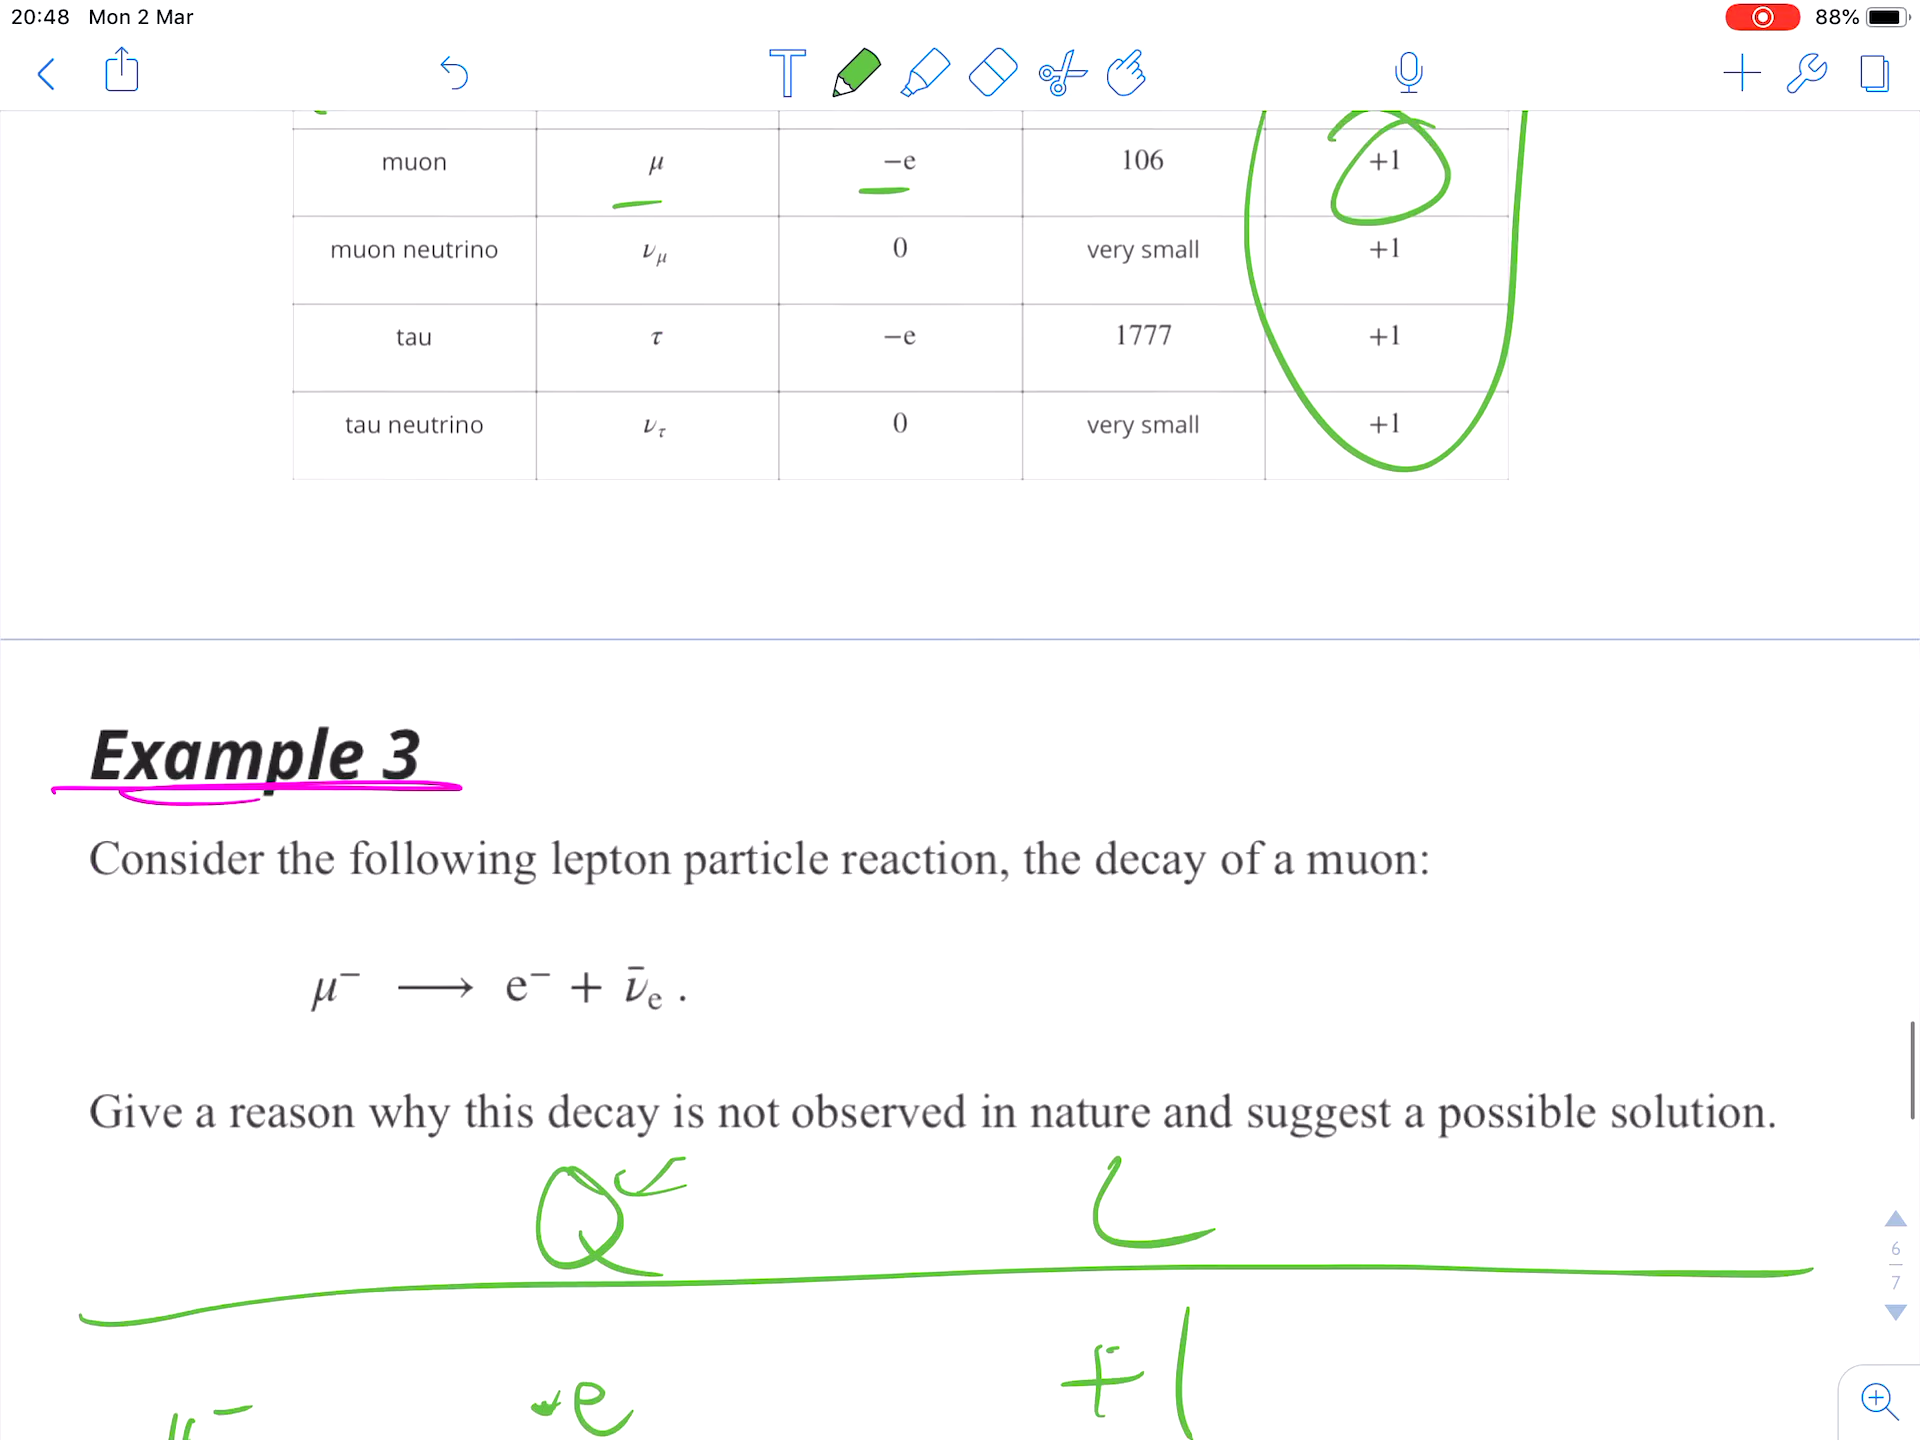 20:48 Mon 2 Mar 88%
T
muon μ −e 106 +1
muon neutrino ν_μ 0 very small +1
tau τ −e 1777 +1
tau neutrino ν_τ 0 very small +1
Example 3
Consider the following lepton particle reaction, the decay of a muon:
μ⁻ ⟶ e⁻ + ν̄_e .
Give a reason why this decay is not observed in nature and suggest a possible solution.
Q L
6
7
-e +1